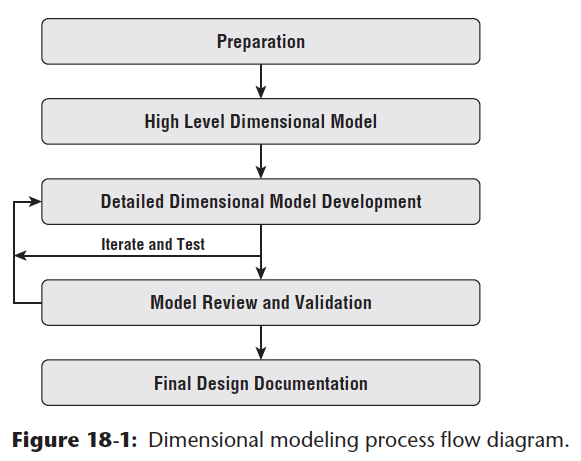 Preparation
High Level Dimensional Model
Detailed Dimensional Model Development
Iterate and Test
Model Review and Validation
Final Design Documentation
Figure 18-1: Dimensional modeling process flow diagram.